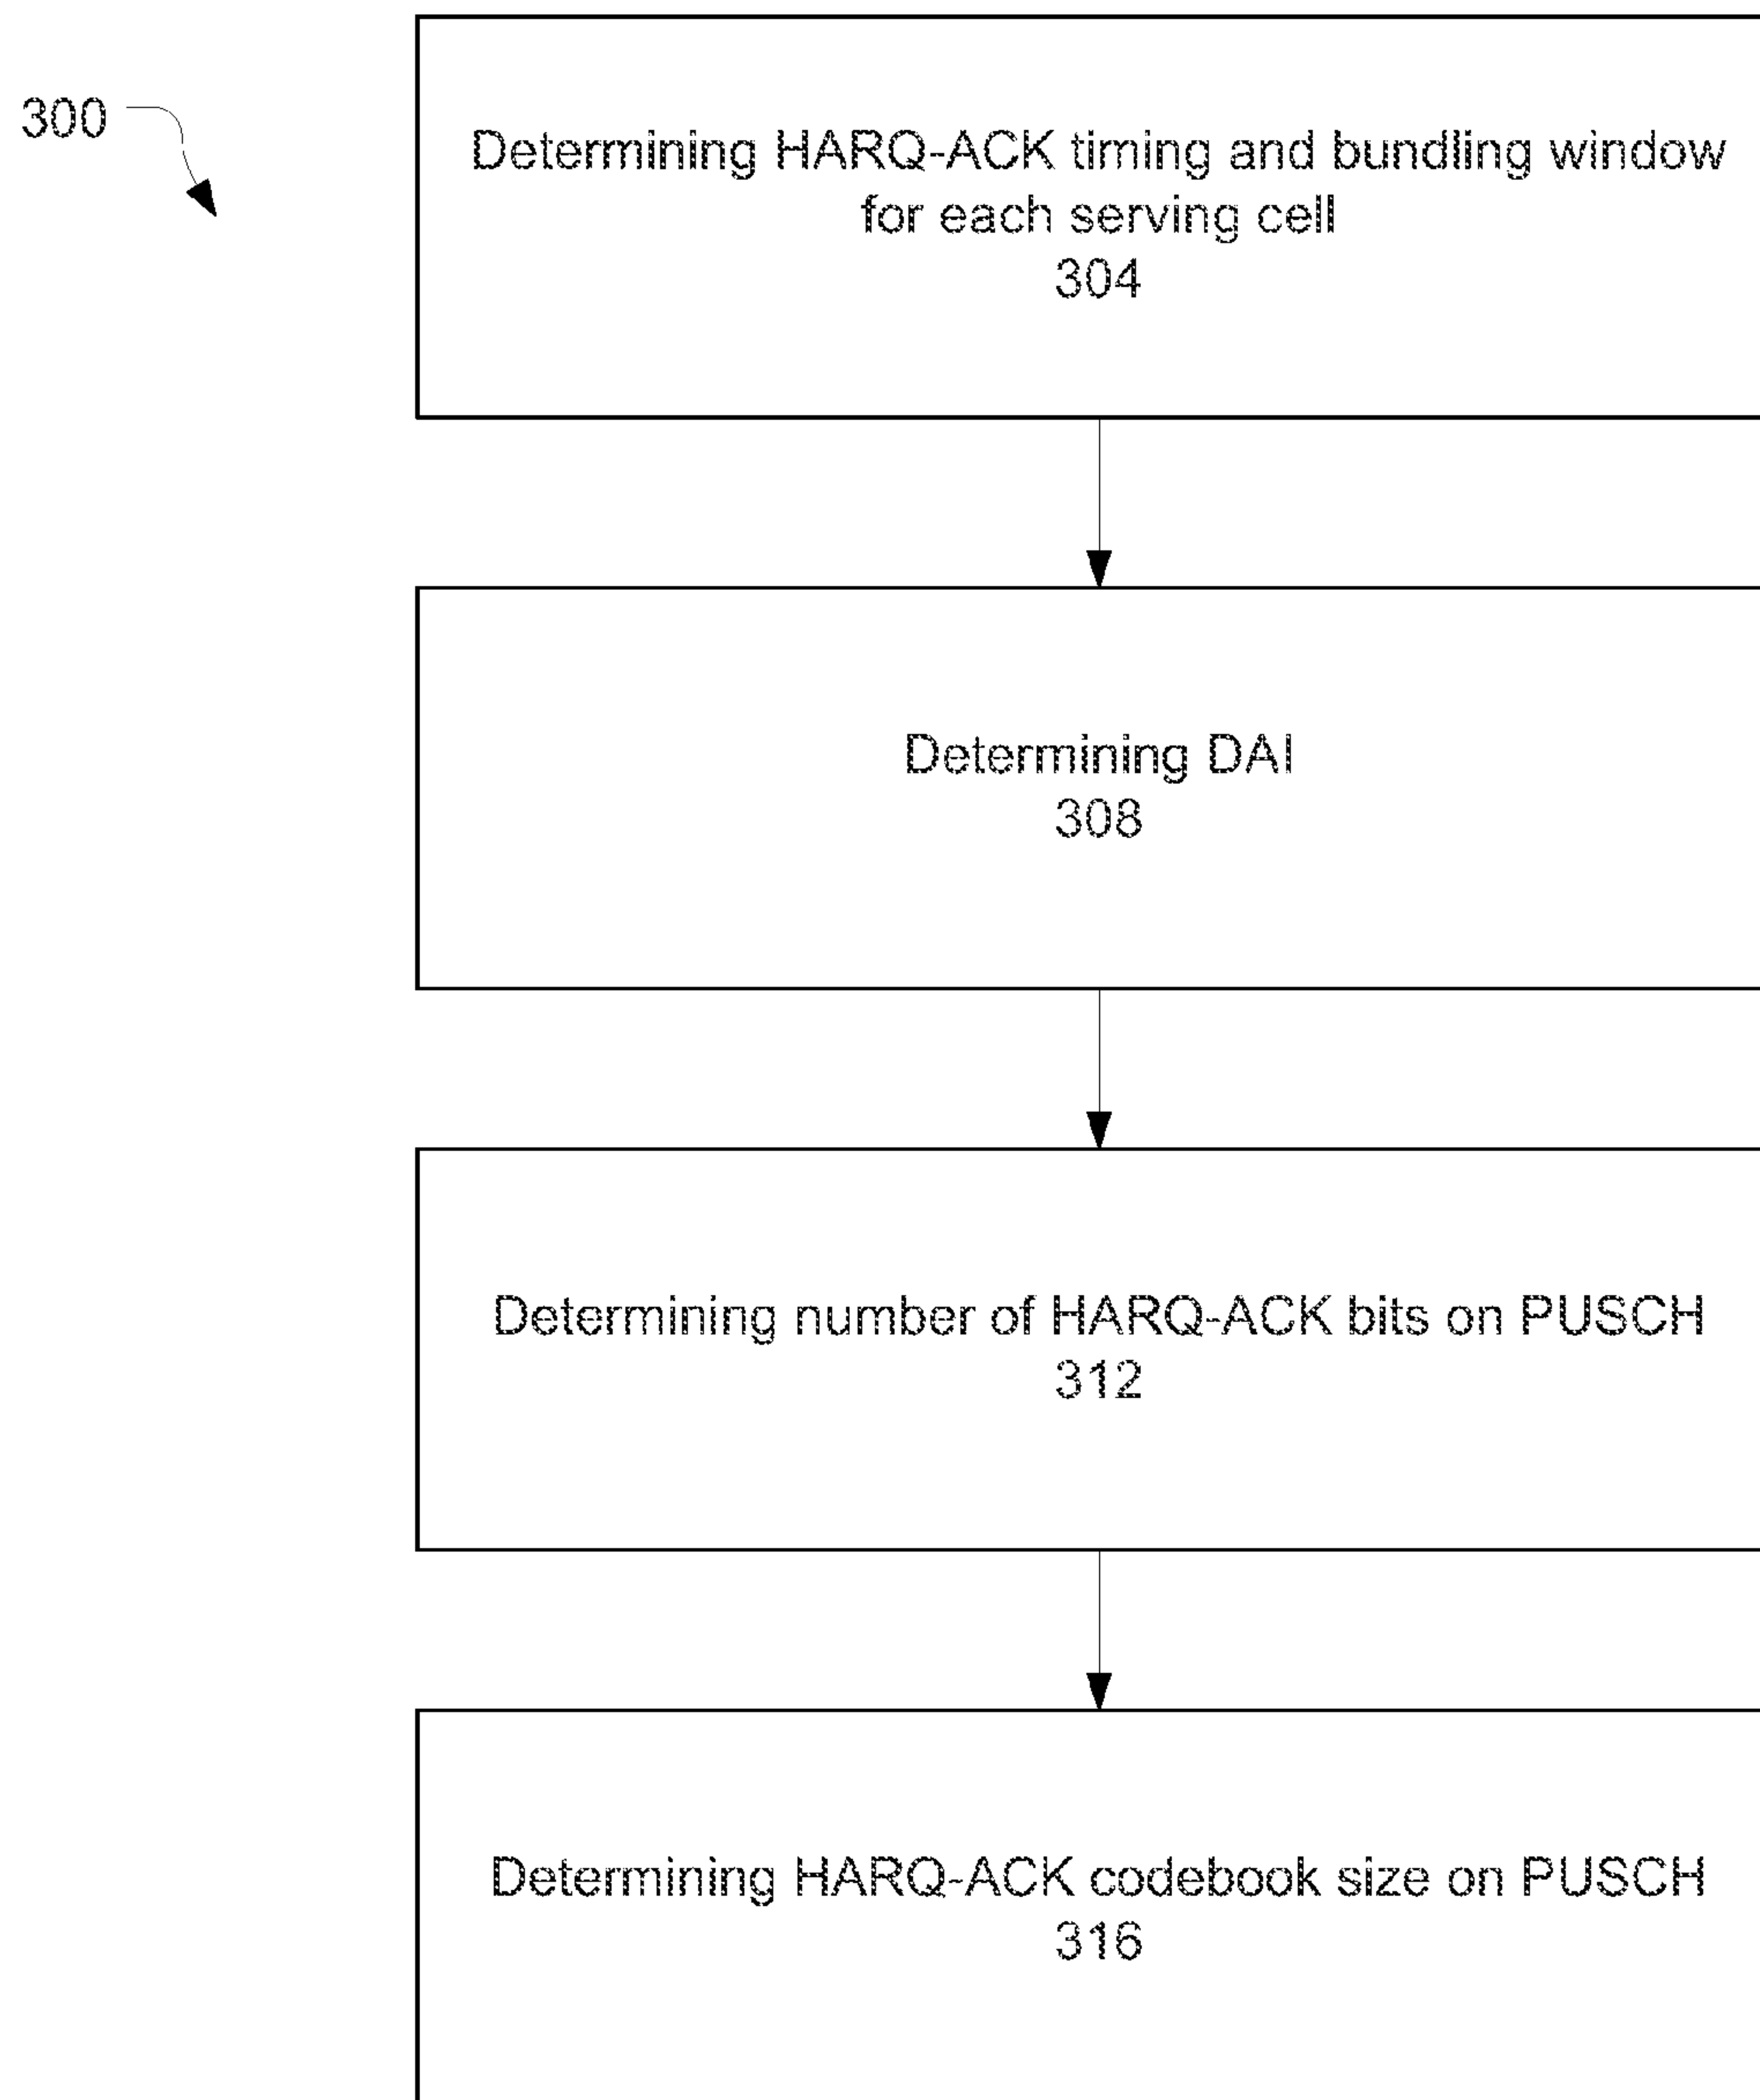 300
Determining HARQ-ACK timing and bundling window
for each serving cell
304
Determining DAI
308
Determining number of HARQ-ACK bits on PUSCH
312
Determining HARQ-ACK codebook size on PUSCH
316